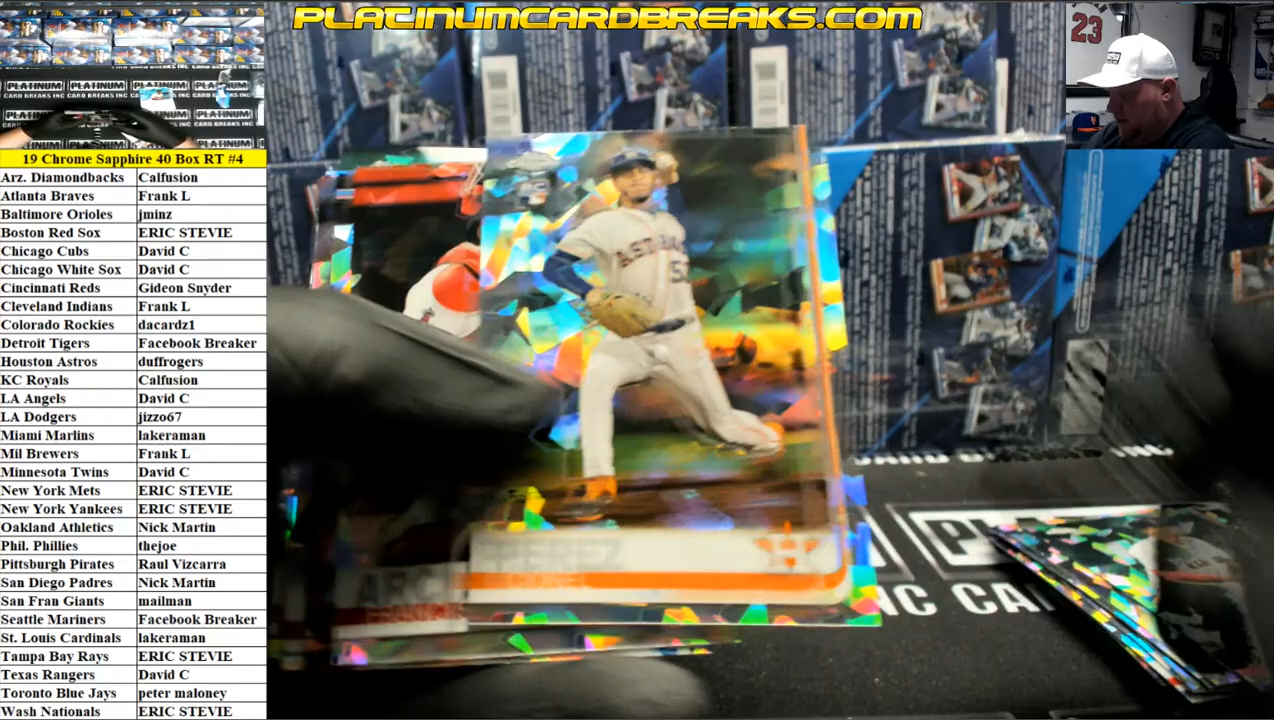 PLATINUMCARDBREAKS.COM
23
PLATINUM
CARD BREAKS INC
19 Chrome Sapphire 40 Box RT #4
Arz. Diamondbacks Calfusion
Atlanta Braves Frank L
Baltimore Orioles jminz
Boston Red Sox ERIC STEVIE
Chicago Cubs David C
Chicago White Sox David C
Cincinnati Reds Gideon Snyder
Cleveland Indians Frank L
Colorado Rockies dacardz1
Detroit Tigers Facebook Breaker
Houston Astros duffrogers
KC Royals Calfusion
LA Angels David C
LA Dodgers jizzo67
Miami Marlins lakeraman
Mil Brewers Frank L
Minnesota Twins David C
New York Mets ERIC STEVIE
New York Yankees ERIC STEVIE
Oakland Athletics Nick Martin
Phil. Phillies thejoe
Pittsburgh Pirates Raul Vizcarra
San Diego Padres Nick Martin
San Fran Giants mailman
Seattle Mariners Facebook Breaker
St. Louis Cardinals lakeraman
Tampa Bay Rays ERIC STEVIE
Texas Rangers David C
Toronto Blue Jays peter maloney
Wash Nationals ERIC STEVIE